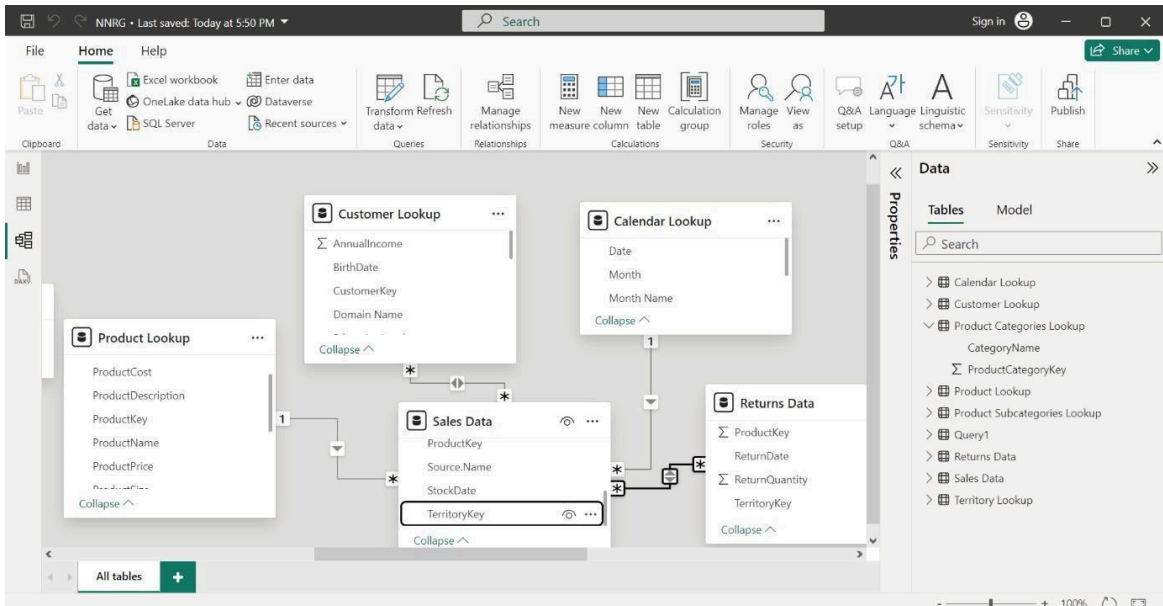 NNRG • Last saved: Today at 5:50 PM
Search
Sign in
File Home Help
Share
Paste
Clipboard
Get data
Excel workbook
OneLake data hub
SQL Server
Enter data
Dataverse
Recent sources
Data
Transform data
Refresh
Queries
Manage relationships
Relationships
New measure
New column
New table
Calculation group
Calculations
Manage roles
View as
Security
Q&A setup
Language
Linguistic schema
Q&A
Sensitivity
Sensitivity
Publish
Share
Customer Lookup
Σ AnnualIncome
BirthDate
CustomerKey
Domain Name
Collapse
Calendar Lookup
Date
Month
Month Name
Collapse
1
Product Lookup
ProductCost
ProductDescription
ProductKey
ProductName
ProductPrice
Collapse
1
*
*
Sales Data
ProductKey
Source.Name
StockDate
TerritoryKey
Collapse
*
*
*
*
Returns Data
Σ ProductKey
ReturnDate
Σ ReturnQuantity
TerritoryKey
Collapse
All tables
Properties
Data
Tables Model
Search
Calendar Lookup
Customer Lookup
Product Categories Lookup
CategoryName
Σ ProductCategoryKey
Product Lookup
Product Subcategories Lookup
Query1
Returns Data
Sales Data
Territory Lookup
100%